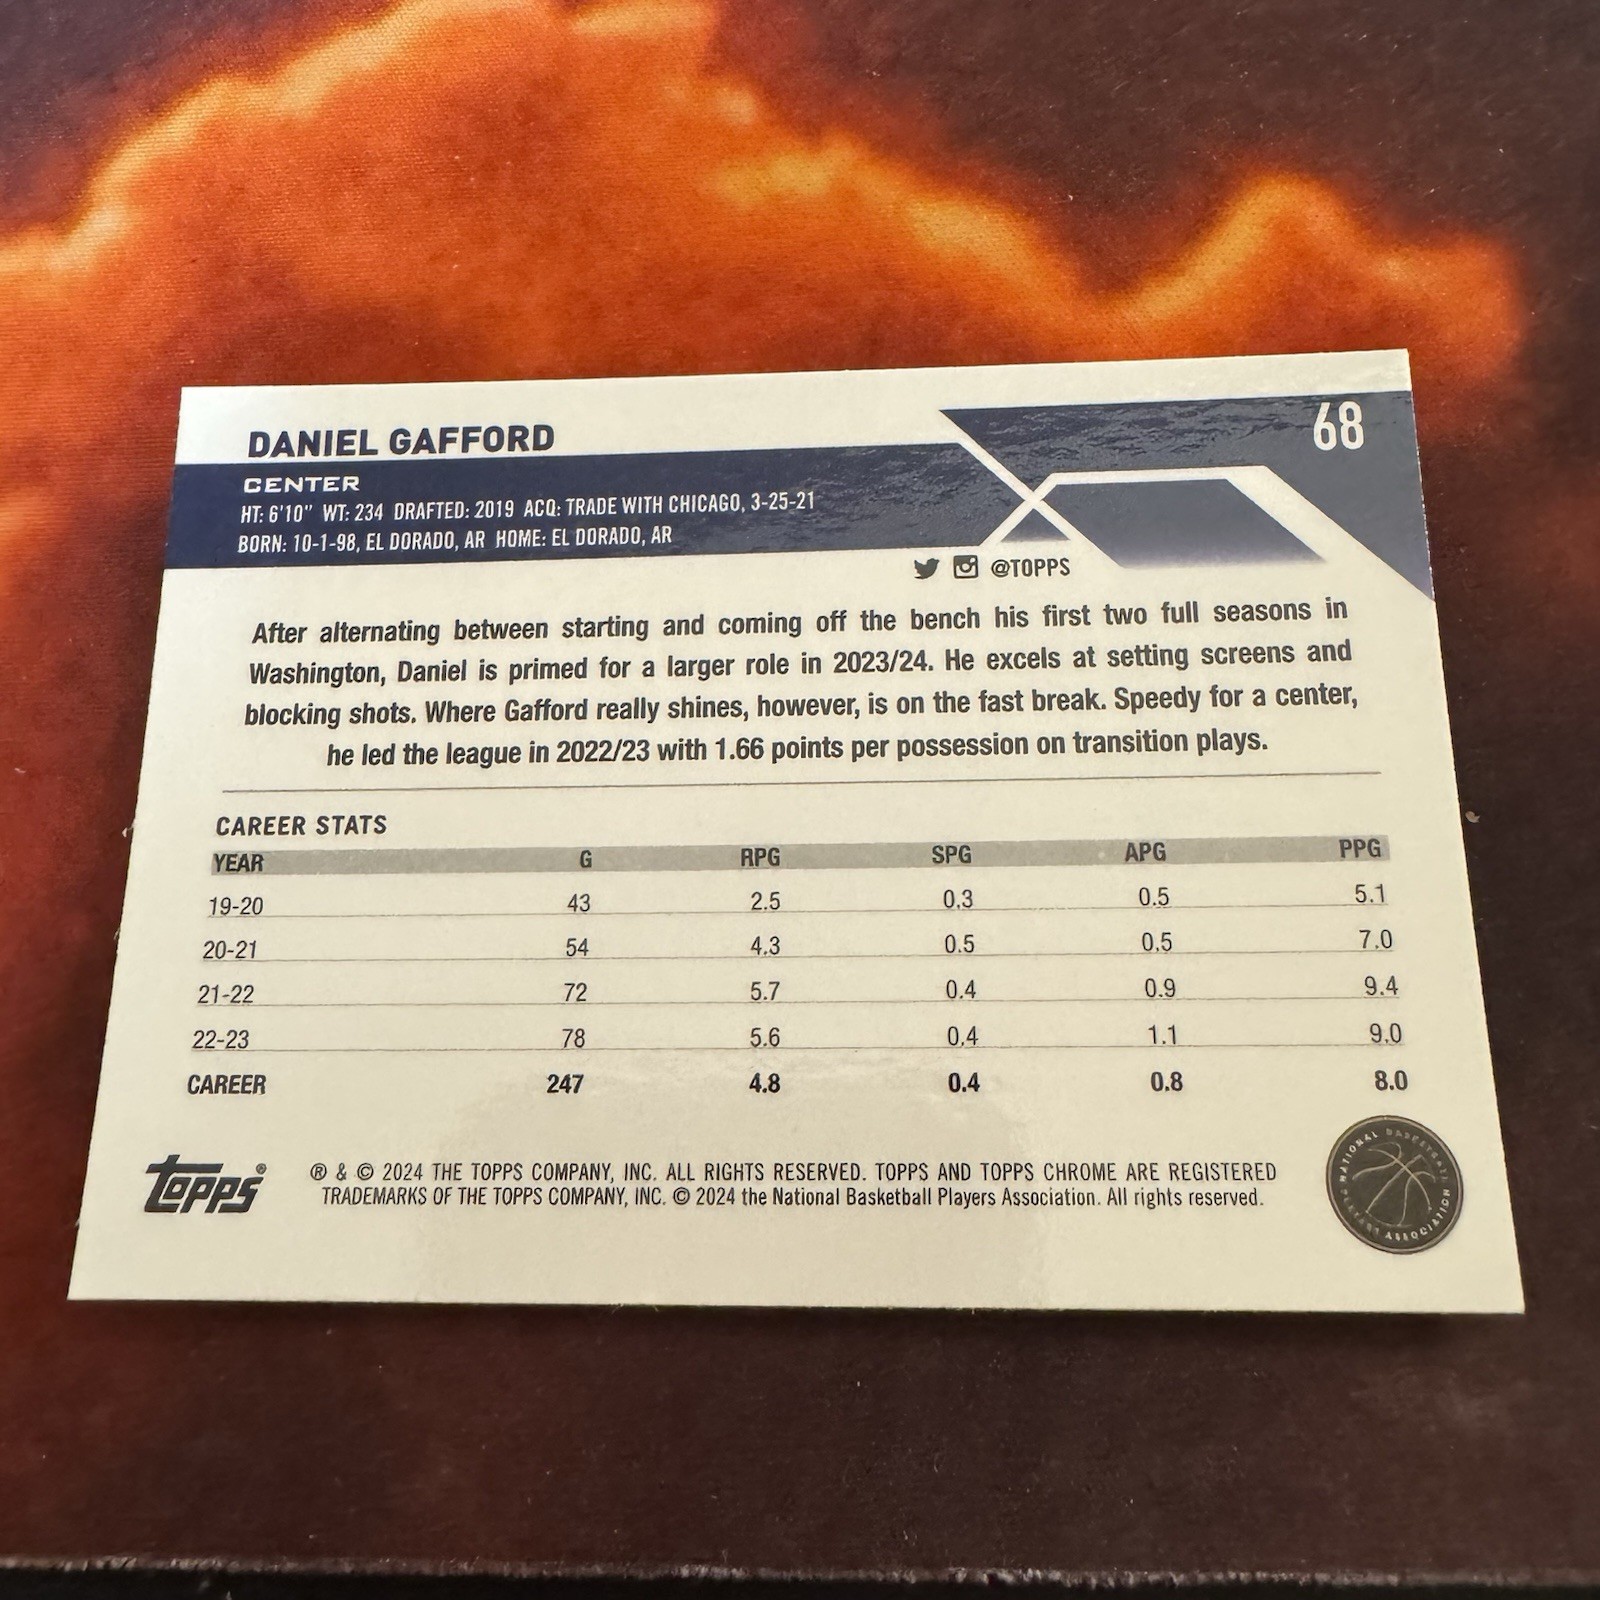 DANIEL GAFFORD
68
CENTER
HT: 6'10" WT: 234 DRAFTED: 2019 ACQ: TRADE WITH CHICAGO, 3-25-21
BORN: 10-1-98, EL DORADO, AR HOME: EL DORADO, AR
@TOPPS
After alternating between starting and coming off the bench his first two full seasons in
Washington, Daniel is primed for a larger role in 2023/24. He excels at setting screens and
blocking shots. Where Gafford really shines, however, is on the fast break. Speedy for a center,
he led the league in 2022/23 with 1.66 points per possession on transition plays.
CAREER STATS
YEAR G RPG SPG APG PPG
19-20 43 2.5 0.3 0.5 5.1
20-21 54 4.3 0.5 0.5 7.0
21-22 72 5.7 0.4 0.9 9.4
22-23 78 5.6 0.4 1.1 9.0
CAREER 247 4.8 0.4 0.8 8.0
Topps®
® & © 2024 THE TOPPS COMPANY, INC. ALL RIGHTS RESERVED. TOPPS AND TOPPS CHROME ARE REGISTERED
TRADEMARKS OF THE TOPPS COMPANY, INC. © 2024 the National Basketball Players Association. All rights reserved.
NATIONAL BASKETBALL PLAYERS ASSOCIATION